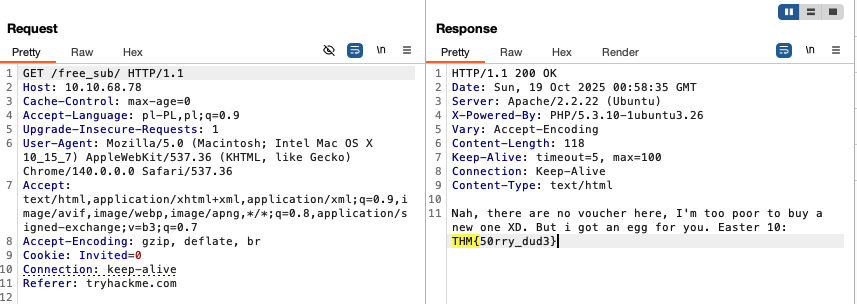 Request
Pretty Raw Hex \n
1 GET /free_sub/ HTTP/1.1
2 Host: 10.10.68.78
3 Cache-Control: max-age=0
4 Accept-Language: pl-PL,pl;q=0.9
5 Upgrade-Insecure-Requests: 1
6 User-Agent: Mozilla/5.0 (Macintosh; Intel Mac OS X
10_15_7) AppleWebKit/537.36 (KHTML, like Gecko)
Chrome/140.0.0.0 Safari/537.36
7 Accept:
text/html,application/xhtml+xml,application/xml;q=0.9,i
mage/avif,image/webp,image/apng,*/*;q=0.8,application/s
igned-exchange;v=b3;q=0.7
8 Accept-Encoding: gzip, deflate, br
9 Cookie: Invited=0
10 Connection: keep-alive
11 Referer: tryhackme.com
12
Response
Pretty Raw Hex Render \n
1 HTTP/1.1 200 OK
2 Date: Sun, 19 Oct 2025 00:58:35 GMT
3 Server: Apache/2.2.22 (Ubuntu)
4 X-Powered-By: PHP/5.3.10-1ubuntu3.26
5 Vary: Accept-Encoding
6 Content-Length: 118
7 Keep-Alive: timeout=5, max=100
8 Connection: Keep-Alive
9 Content-Type: text/html
10
11 Nah, there are no voucher here, I'm too poor to buy a
new one XD. But i got an egg for you. Easter 10:
THM{50rry_dud3}